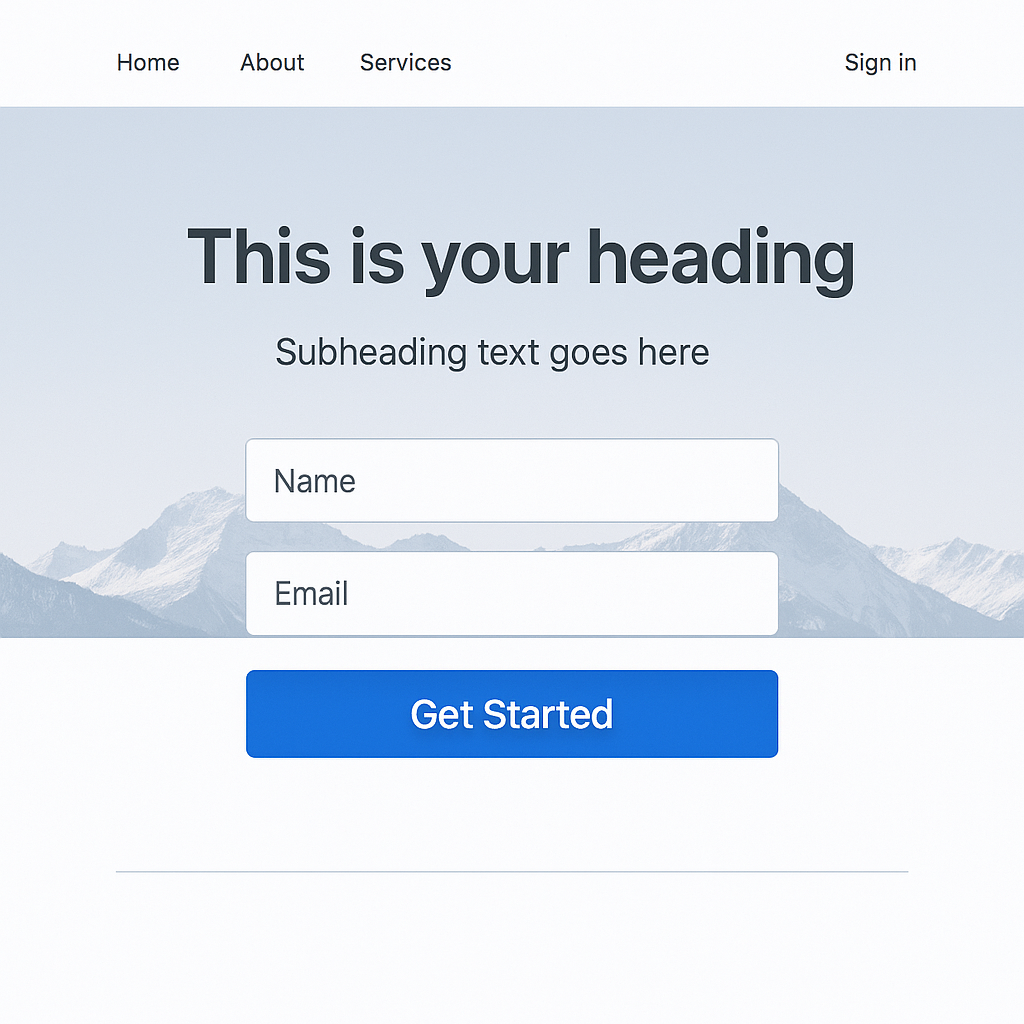 Home About Services Sign in
This is your heading
Subheading text goes here
Name
Email
Get Started